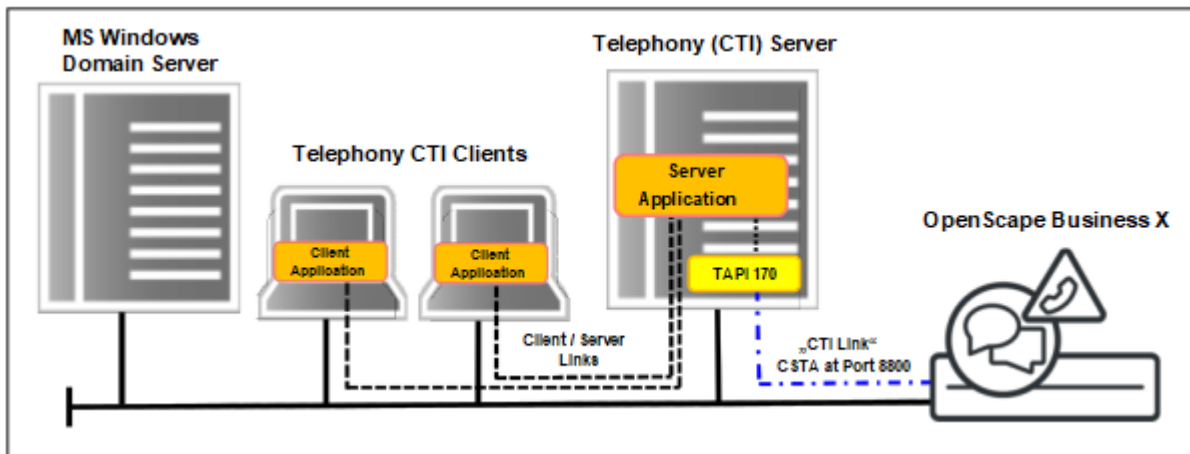 MS Windows
Domain Server
Telephony (CTI) Server
Telephony CTI Clients
Server
Application
OpenScape Business X
Client
Application
Client
Application
TAPI 170
Client / Server
Links
„CTI Link“
CSTA at Port 8800